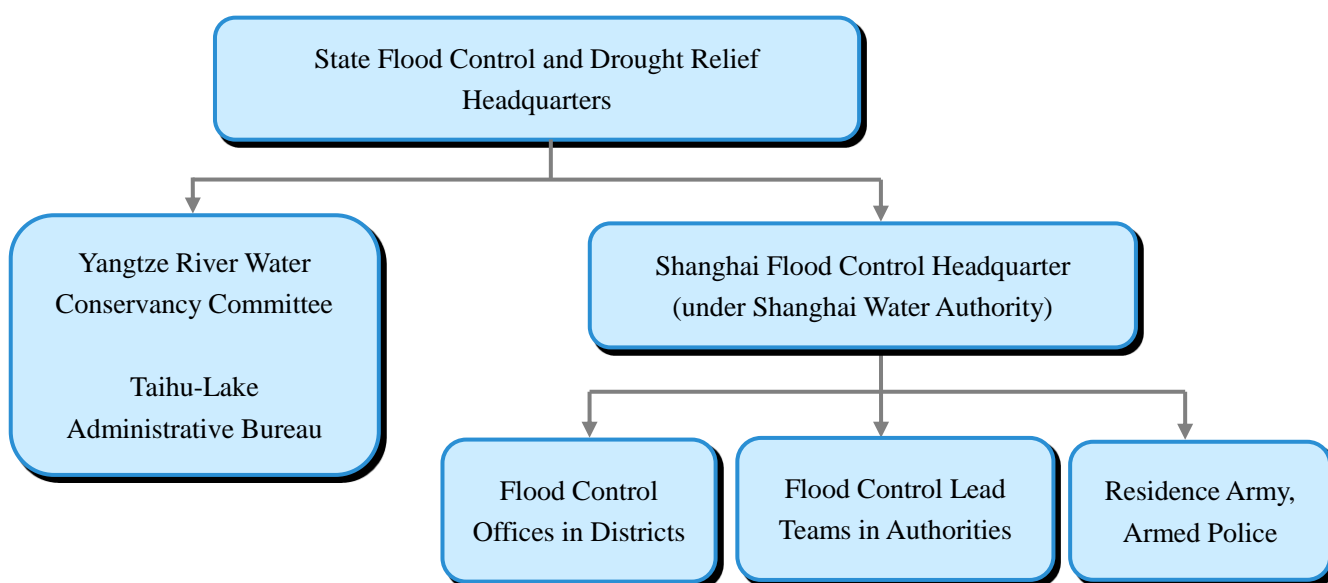 State Flood Control and Drought Relief
Headquarters
Yangtze River Water
Conservancy Committee
Taihu-Lake
Administrative Bureau
Shanghai Flood Control Headquarter
(under Shanghai Water Authority)
Flood Control
Offices in Districts
Flood Control Lead
Teams in Authorities
Residence Army,
Armed Police